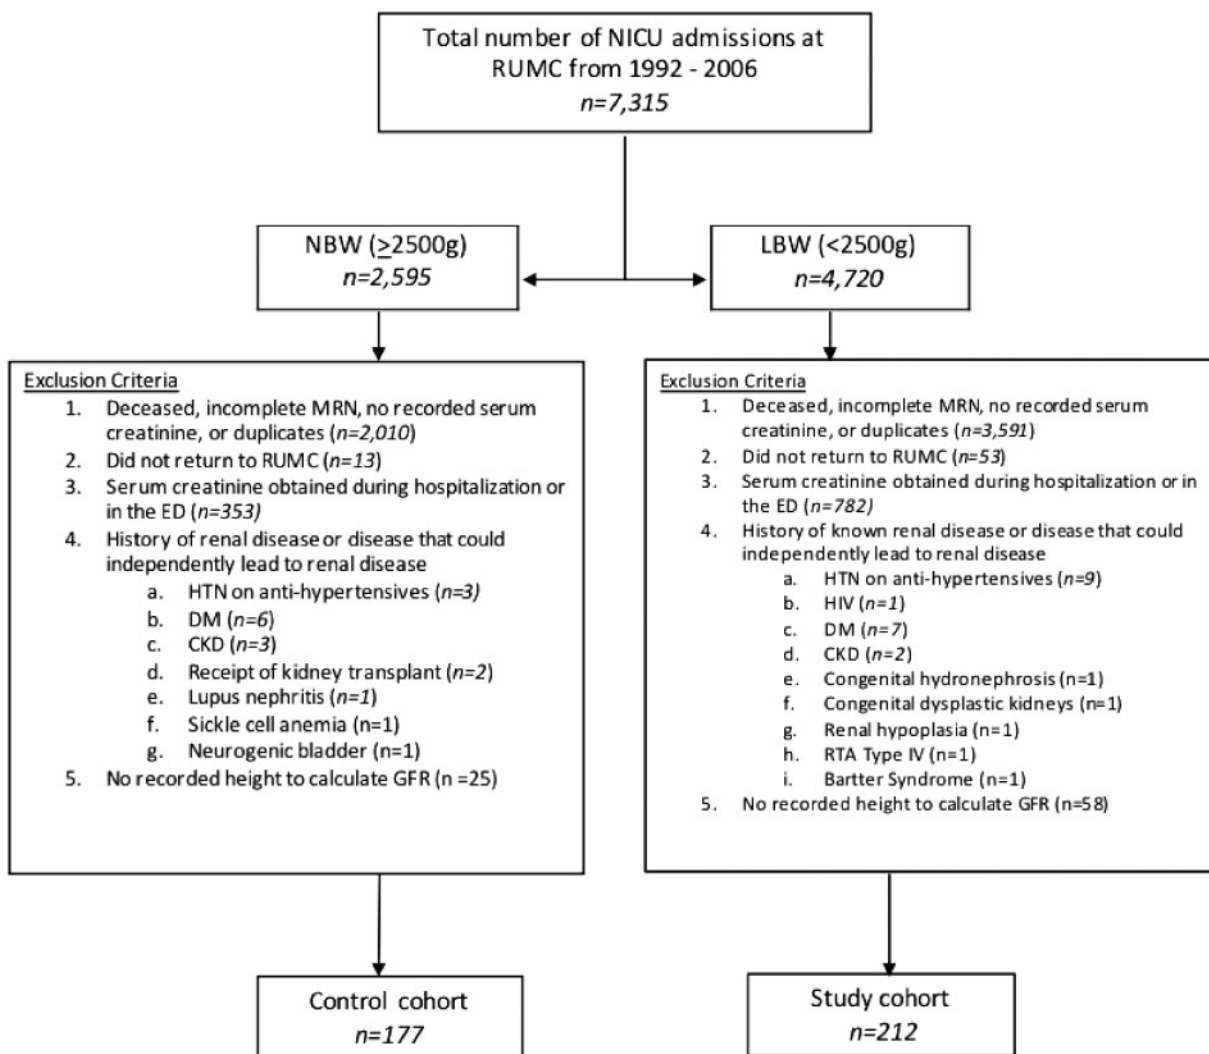 Total number of NICU admissions at
RUMC from 1992 - 2006
n=7,315
NBW (≥2500g)
n=2,595
LBW (<2500g)
n=4,720
Exclusion Criteria
1. Deceased, incomplete MRN, no recorded serum
creatinine, or duplicates (n=2,010)
2. Did not return to RUMC (n=13)
3. Serum creatinine obtained during hospitalization or
in the ED (n=353)
4. History of renal disease or disease that could
independently lead to renal disease
a. HTN on anti-hypertensives (n=3)
b. DM (n=6)
c. CKD (n=3)
d. Receipt of kidney transplant (n=2)
e. Lupus nephritis (n=1)
f. Sickle cell anemia (n=1)
g. Neurogenic bladder (n=1)
5. No recorded height to calculate GFR (n =25)
Exclusion Criteria
1. Deceased, incomplete MRN, no recorded serum
creatinine, or duplicates (n=3,591)
2. Did not return to RUMC (n=53)
3. Serum creatinine obtained during hospitalization or in
the ED (n=782)
4. History of known renal disease or disease that could
independently lead to renal disease
a. HTN on anti-hypertensives (n=9)
b. HIV (n=1)
c. DM (n=7)
d. CKD (n=2)
e. Congenital hydronephrosis (n=1)
f. Congenital dysplastic kidneys (n=1)
g. Renal hypoplasia (n=1)
h. RTA Type IV (n=1)
i. Bartter Syndrome (n=1)
5. No recorded height to calculate GFR (n=58)
Control cohort
n=177
Study cohort
n=212